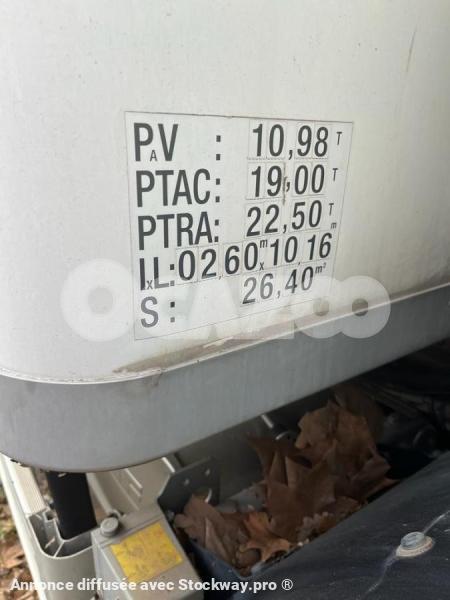 PAV : 10,98 T
PTAC: 19,00 T
PTRA: 22,50 T
lxL: 02,60 m x 10,16 m
S : 26,40 m²
OCAZOO
Annonce diffusée avec Stockway.pro ®